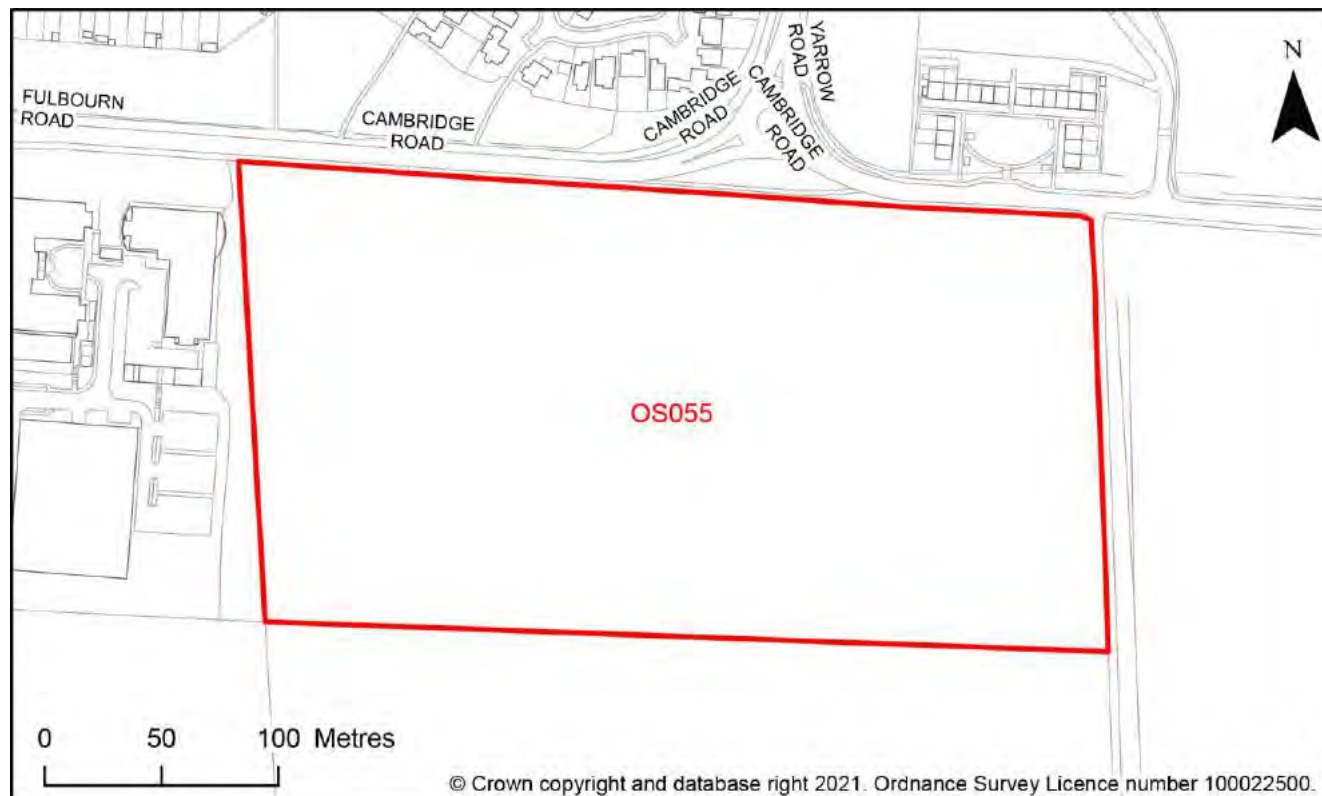 YARROW
ROAD
N
FULBOURN
ROAD
CAMBRIDGE
ROAD
CAMBRIDGE
ROAD
CAMBRIDGE
ROAD
OS055
0 50 100 Metres
© Crown copyright and database right 2021. Ordnance Survey Licence number 100022500.